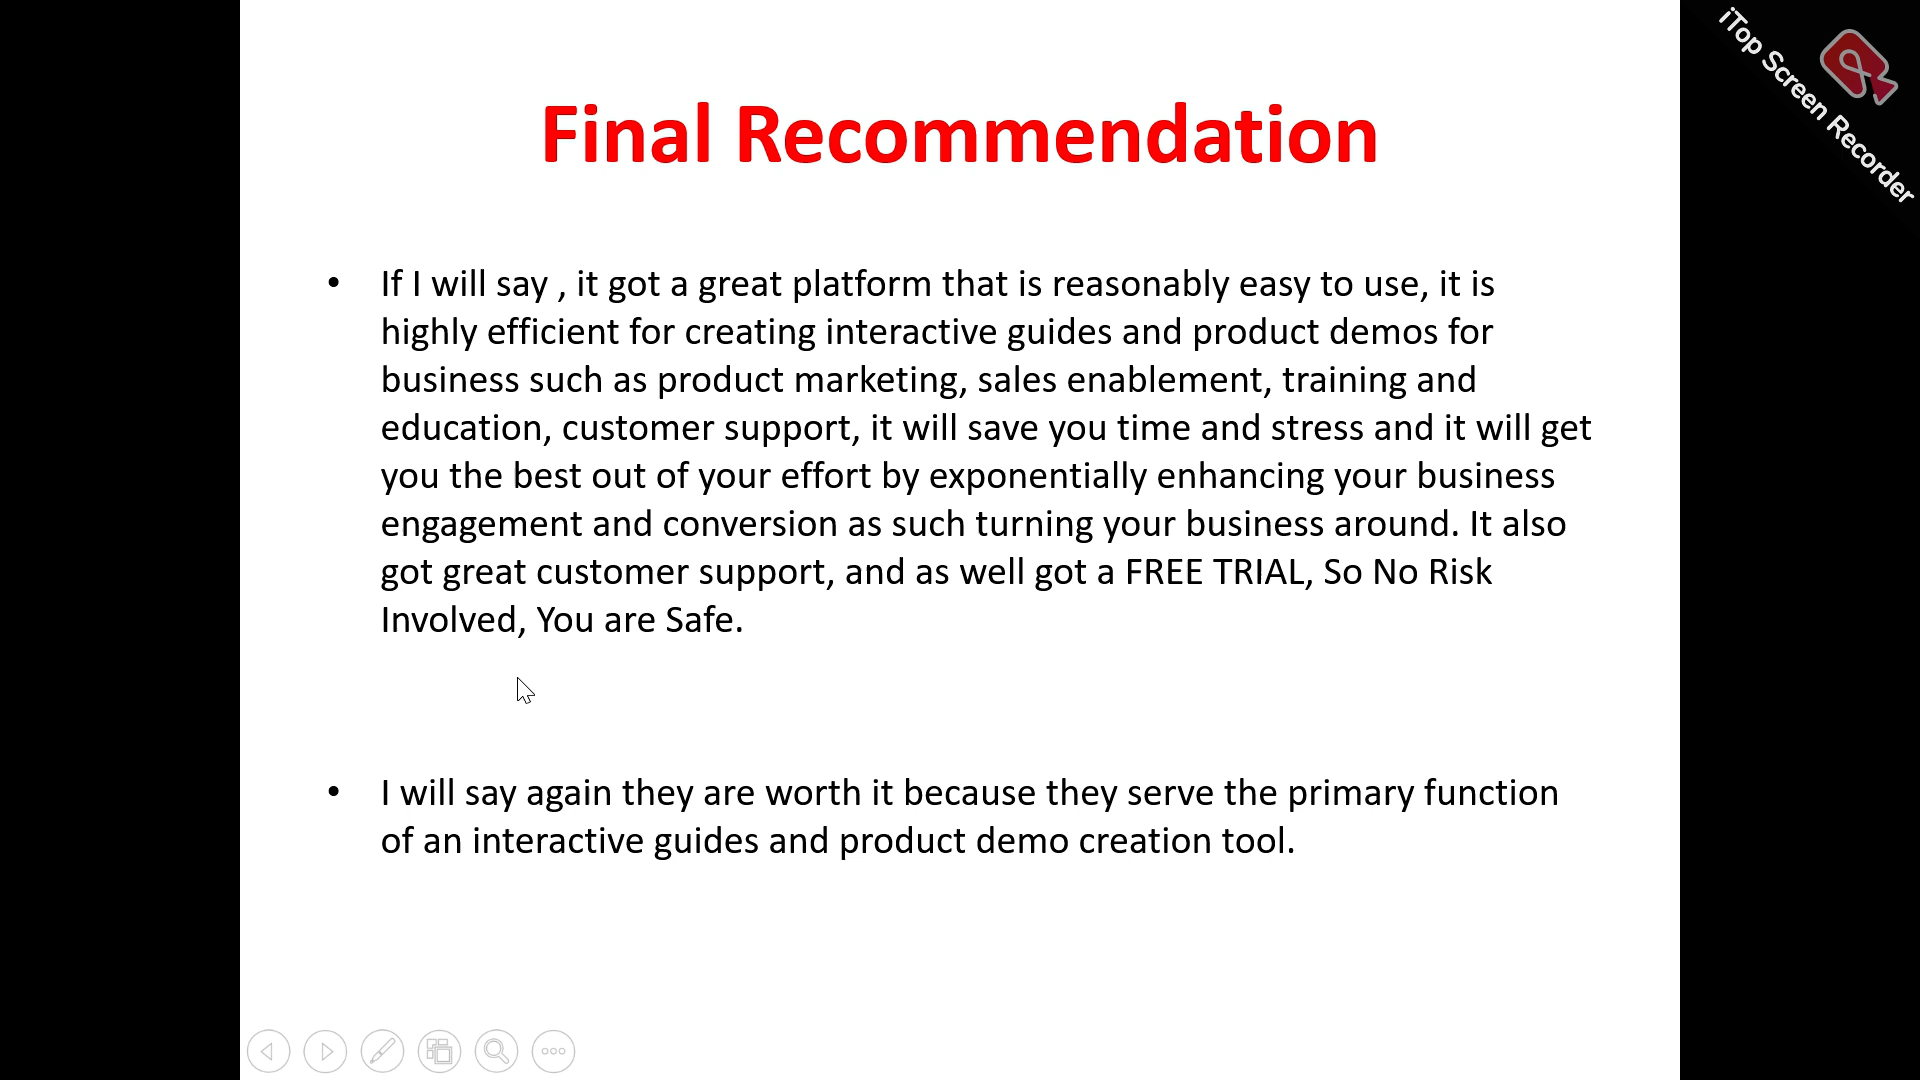 iTop Screen Recorder
Final Recommendation
• If I will say , it got a great platform that is reasonably easy to use, it is
highly efficient for creating interactive guides and product demos for
business such as product marketing, sales enablement, training and
education, customer support, it will save you time and stress and it will get
you the best out of your effort by exponentially enhancing your business
engagement and conversion as such turning your business around. It also
got great customer support, and as well got a FREE TRIAL, So No Risk
Involved, You are Safe.
• I will say again they are worth it because they serve the primary function
of an interactive guides and product demo creation tool.